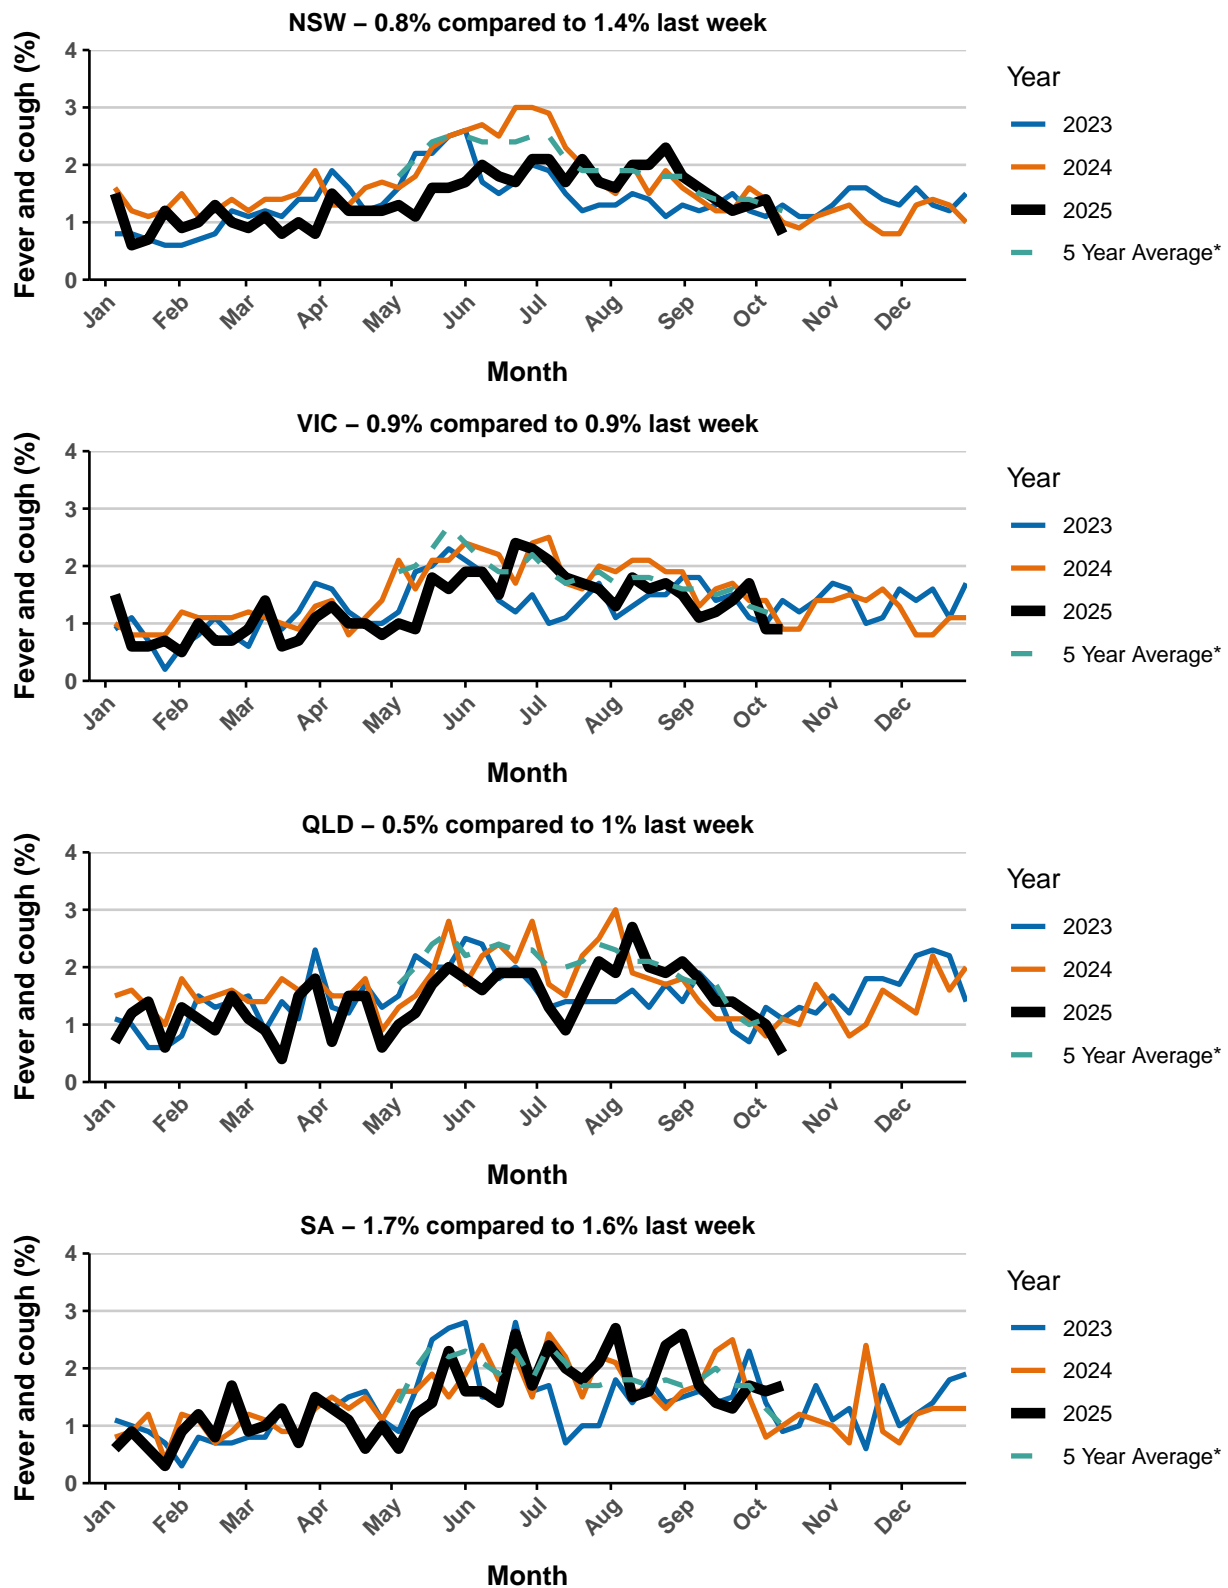 NSW – 0.8% compared to 1.4% last week
Fever and cough (%)
4
3
2
1
0
Jan Feb Mar Apr May Jun Jul Aug Sep Oct Nov Dec
Month
Year
2023
2024
2025
5 Year Average*
VIC – 0.9% compared to 0.9% last week
Fever and cough (%)
4
3
2
1
0
Jan Feb Mar Apr May Jun Jul Aug Sep Oct Nov Dec
Month
Year
2023
2024
2025
5 Year Average*
QLD – 0.5% compared to 1% last week
Fever and cough (%)
4
3
2
1
0
Jan Feb Mar Apr May Jun Jul Aug Sep Oct Nov Dec
Month
Year
2023
2024
2025
5 Year Average*
SA – 1.7% compared to 1.6% last week
Fever and cough (%)
4
3
2
1
0
Jan Feb Mar Apr May Jun Jul Aug Sep Oct Nov Dec
Month
Year
2023
2024
2025
5 Year Average*